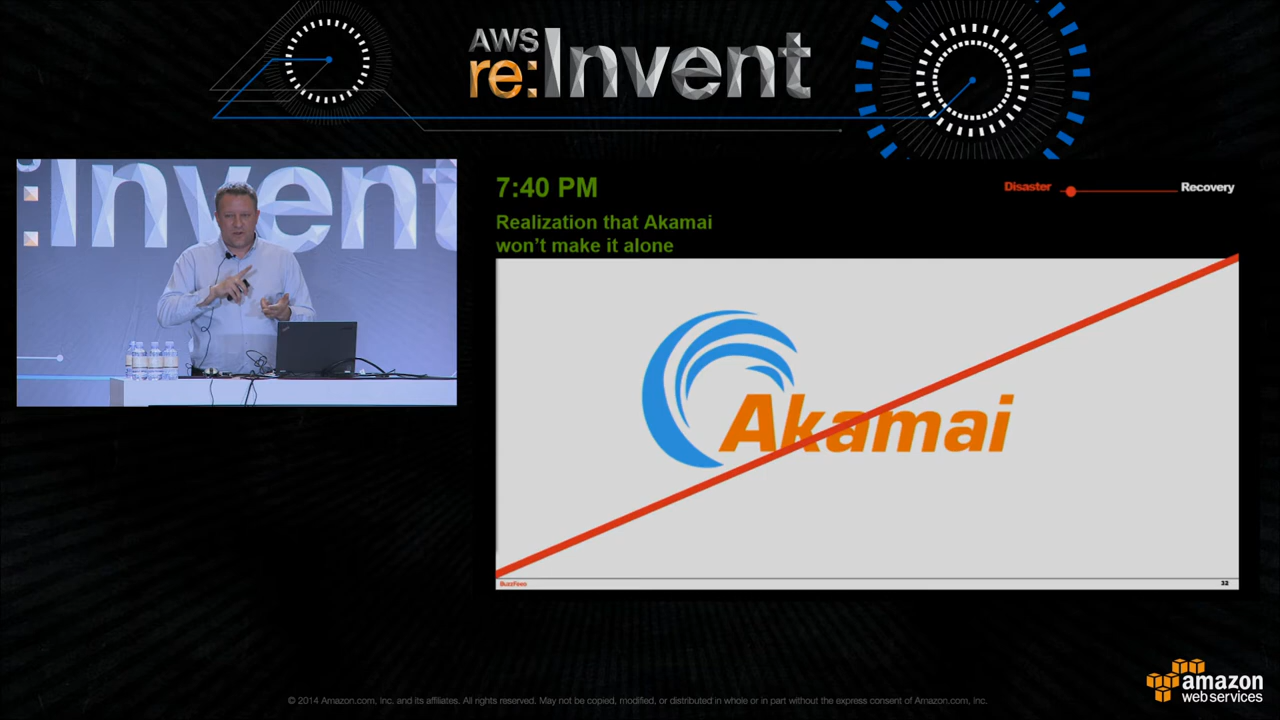 AWS
re:Invent
:Invent
7:40 PM
Disaster
Recovery
Realization that Akamai
won't make it alone
Akamai
BuzzFeed
32
amazon
web services
© 2014 Amazon.com, Inc. and its affiliates. All rights reserved. May not be copied, modified, or distributed in whole or in part without the express consent of Amazon.com, Inc.